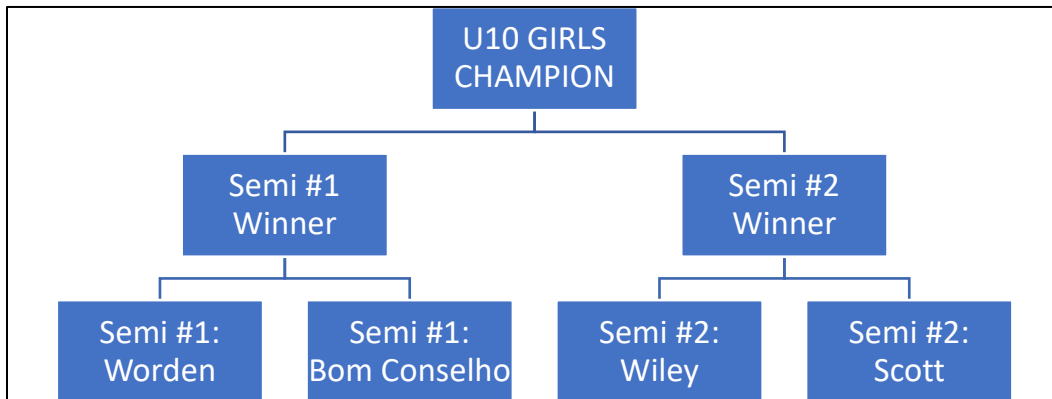 U10 GIRLS
CHAMPION
Semi #1
Winner
Semi #2
Winner
Semi #1:
Worden
Semi #1:
Bom Conselho
Semi #2:
Wiley
Semi #2:
Scott